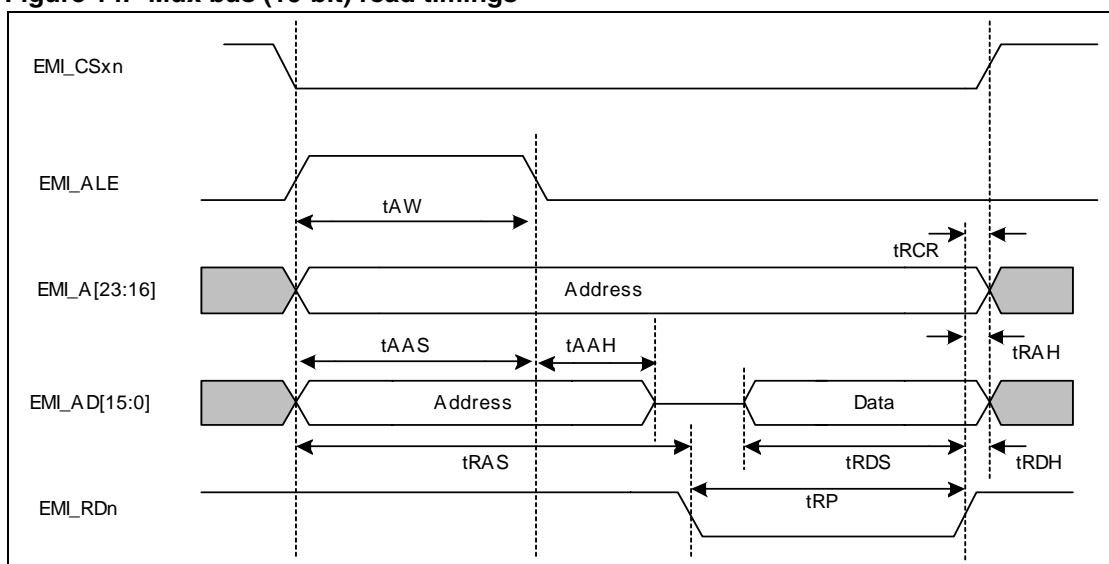 Figure
Mux bus (16-bit) read timings
EMI_CSxn
EMI_ALE
tAW
tRCR
EMI_A[23:16]
Address
tAAS
tAAH
tRAH
EMI_AD[15:0]
Address
Data
tRAS
tRDS
tRDH
tRP
EMI_RDn